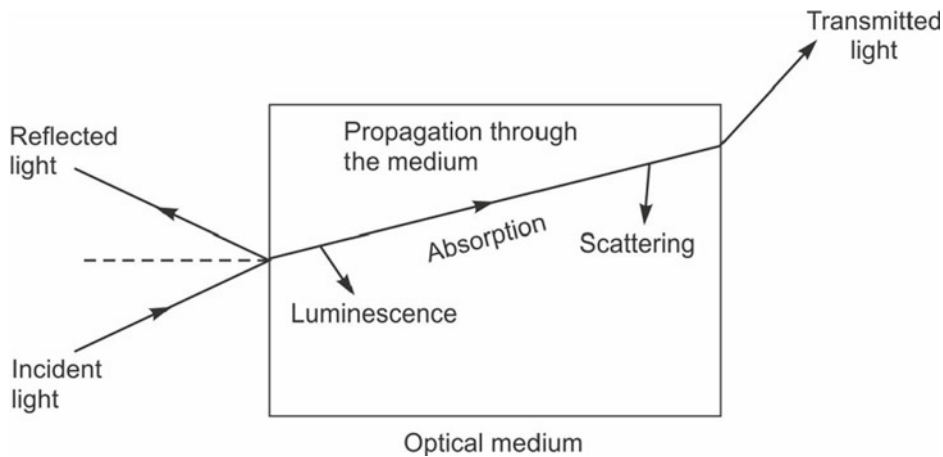 Transmitted
light
Reflected
light
Propagation through
the medium
Absorption
Scattering
Luminescence
Incident
light
Optical medium